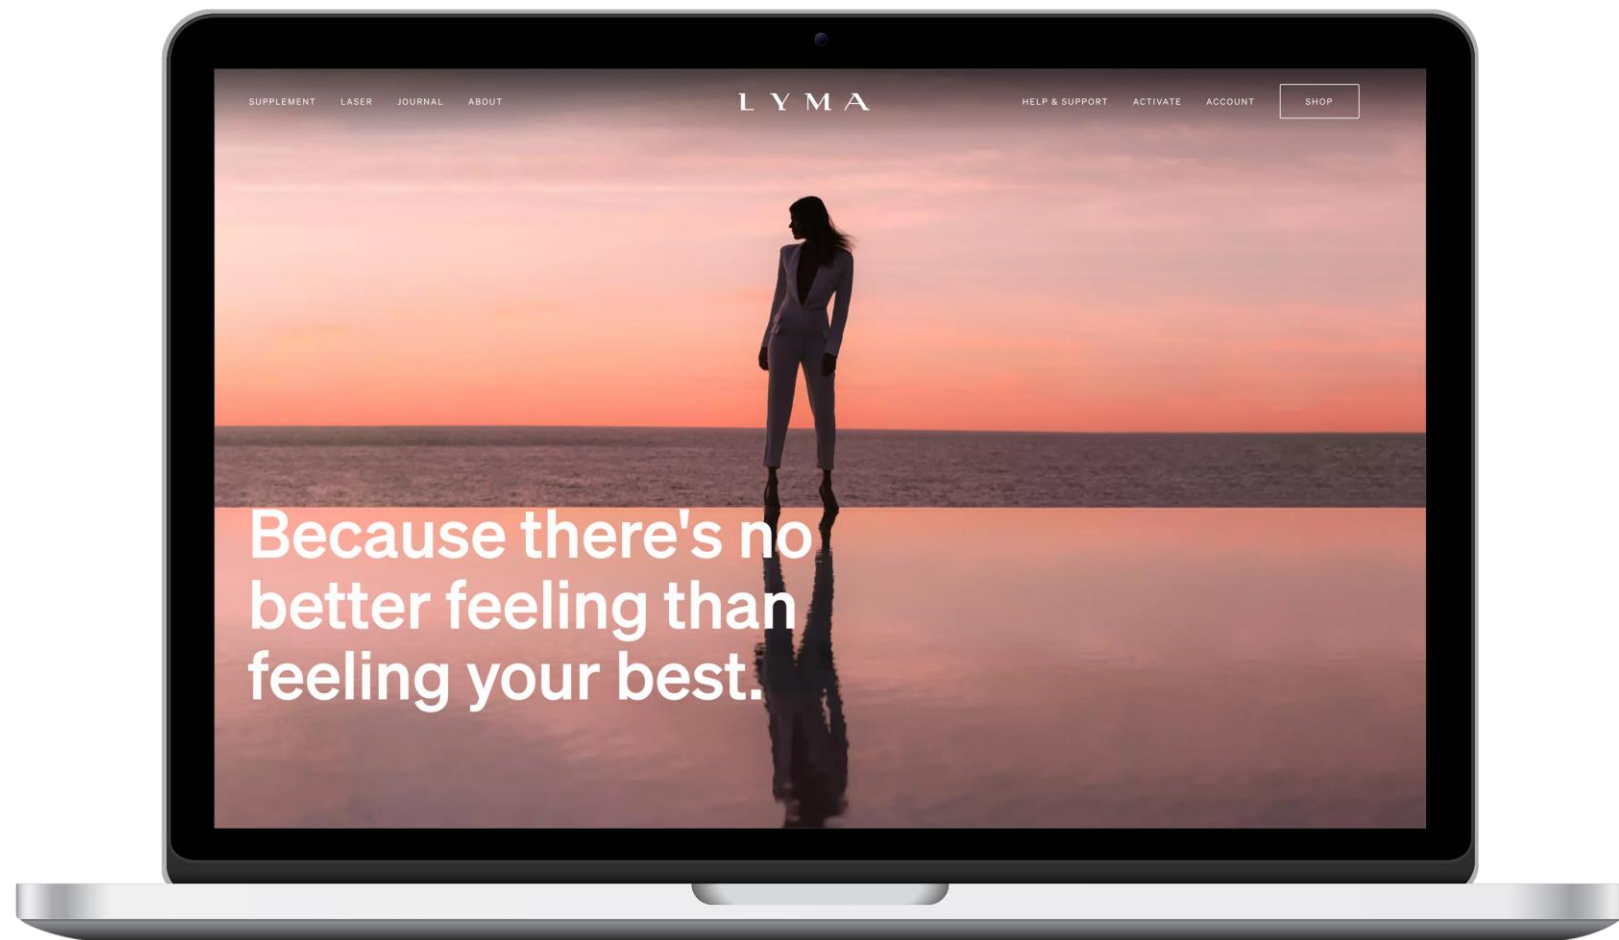 SUPPLEMENT LASER JOURNAL ABOUT LYMA HELP & SUPPORT ACTIVATE ACCOUNT SHOP
Because there's no
better feeling than
feeling your best.